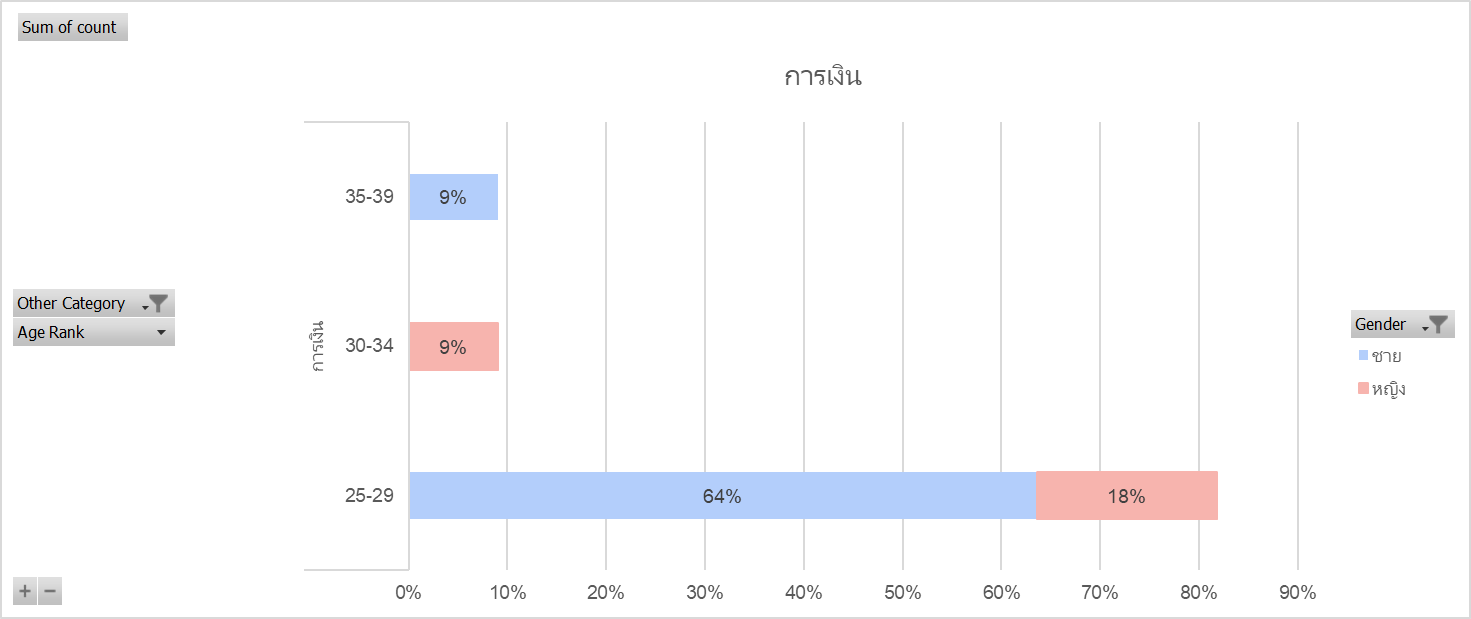 Sum of count
การเงิน
35-39
9%
Other Category
Age Rank
การเงิน
30-34
9%
Gender
ชาย
หญิง
25-29
64%
18%
0%
10%
20%
30%
40%
50%
60%
70%
80%
90%